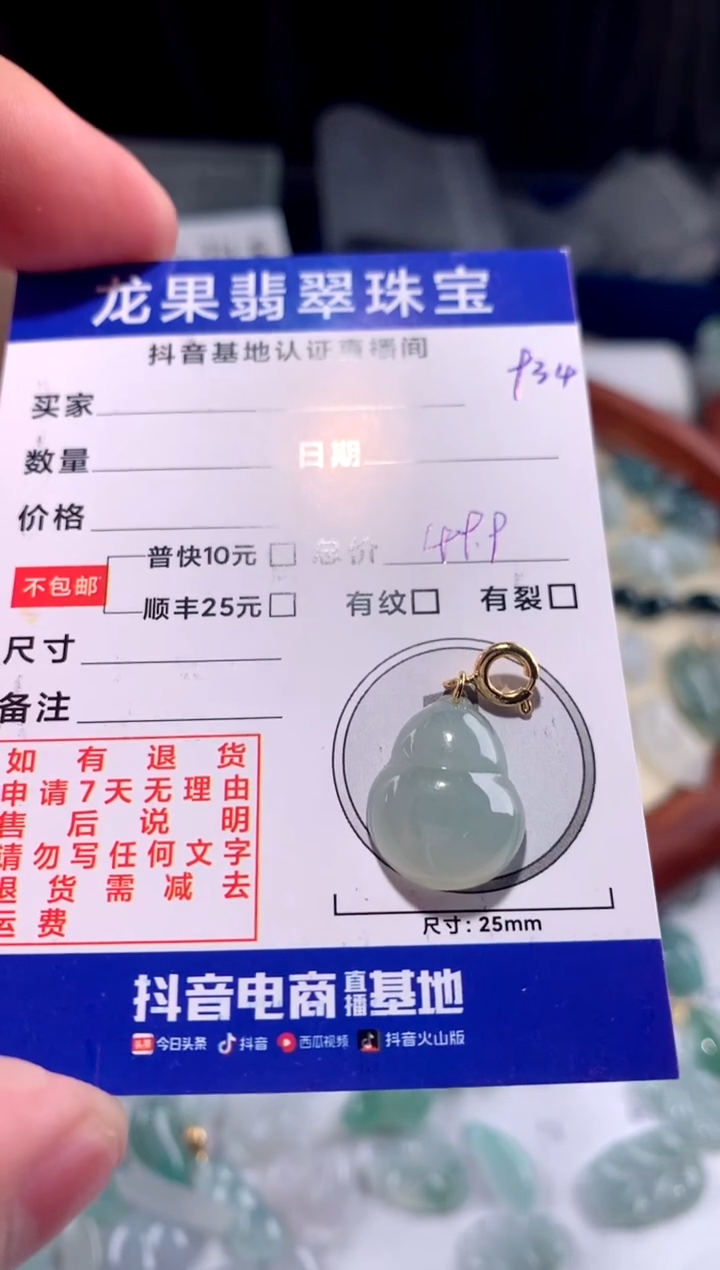 龙果翡翠珠宝
抖音基地认证直播间
934
买家
数量 日期
价格
不包邮
普快10元 总价 49.9
顺丰25元 有纹 有裂
尺寸
备注
如有退货
申请7天无理由
售后说明
请勿写任何文字
退货需减去
运费
尺寸：25mm
抖音电商直播基地
今日头条 抖音 西瓜视频 抖音火山版